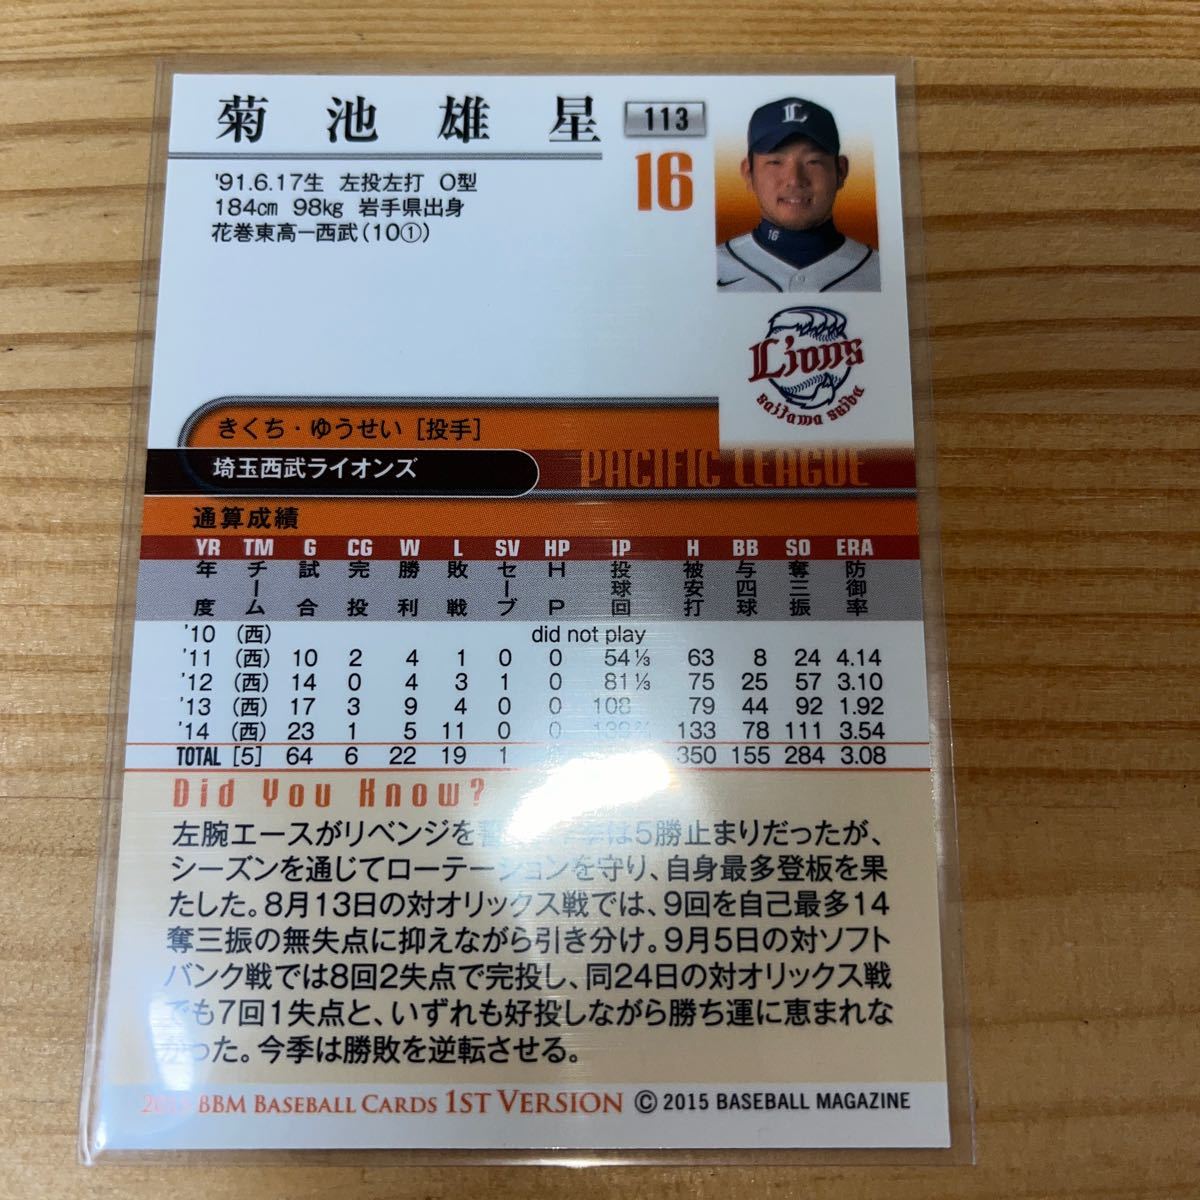 菊池雄星 113
16
L
16
'91.6.17生 左投左打 O型
184cm 98kg 岩手県出身
花巻東高ー西武(10①)
Lions
saitama seibu
きくち・ゆうせい [投手]
埼玉西武ライオンズ
PACIFIC LEAGUE
通算成績
YR TM G CG W L SV HP IP H BB SO ERA
年度 チーム 試合 完投 勝利 敗戦 セーブ HP 投球回 被安打 与四球 奪三振 防御率
'10 (西) did not play
'11 (西) 10 2 4 1 0 0 54⅓ 63 8 24 4.14
'12 (西) 14 0 4 3 1 0 81⅓ 75 25 57 3.10
'13 (西) 17 3 9 4 0 0 108 79 44 92 1.92
'14 (西) 23 1 5 11 0 0 139⅔ 133 78 111 3.54
TOTAL [5] 64 6 22 19 1 350 155 284 3.08
Did You Know?
左腕エースがリベンジを誓う。昨季は5勝止まりだったが、
シーズンを通じてローテーションを守り、自身最多登板を果
たした。8月13日の対オリックス戦では、9回を自己最多14
奪三振の無失点に抑えながら引き分け。9月5日の対ソフト
バンク戦では8回2失点で完投し、同24日の対オリックス戦
でも7回1失点と、いずれも好投しながら勝ち運に恵まれな
かった。今季は勝敗を逆転させる。
2015 BBM BASEBALL CARDS 1ST VERSION © 2015 BASEBALL MAGAZINE